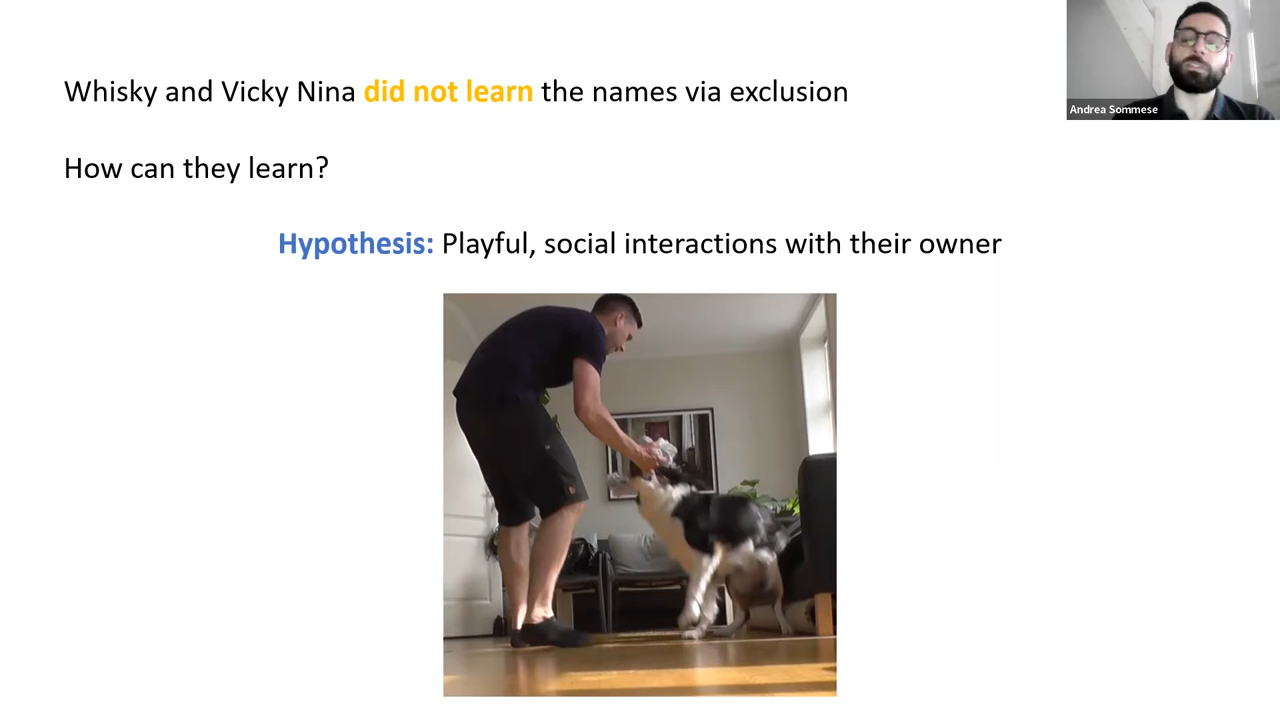 Whisky and Vicky Nina did not learn the names via exclusion
Andrea Sommese
How can they learn?
Hypothesis: Playful, social interactions with their owner